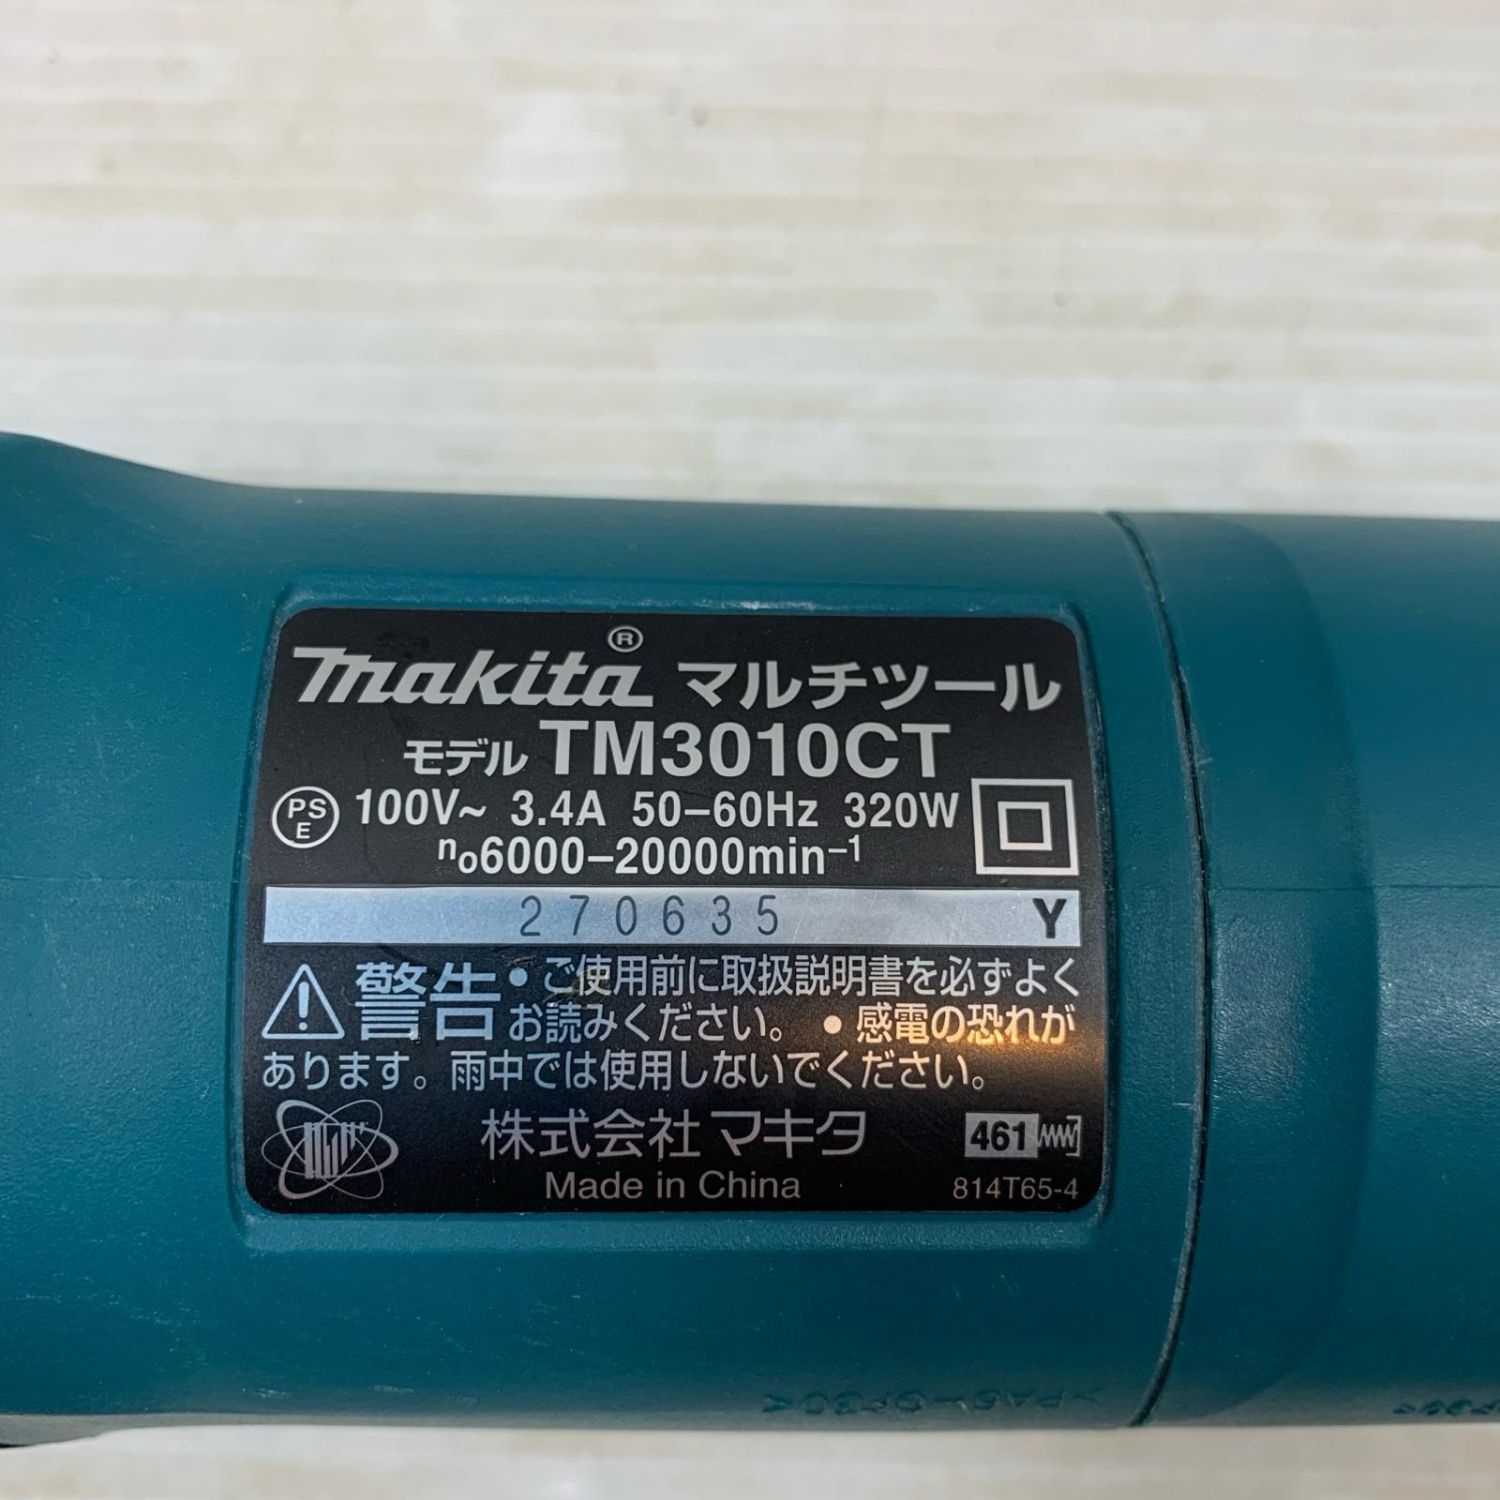 makita® マルチツール
モデル TM3010CT
PS E 100V~ 3.4A 50-60Hz 320W
n₀6000-20000min⁻¹
270635 Y
警告 •ご使用前に取扱説明書を必ずよく
お読みください。 •感電の恐れが
あります。雨中では使用しないでください。
株式会社マキタ 461
Made in China 814T65-4